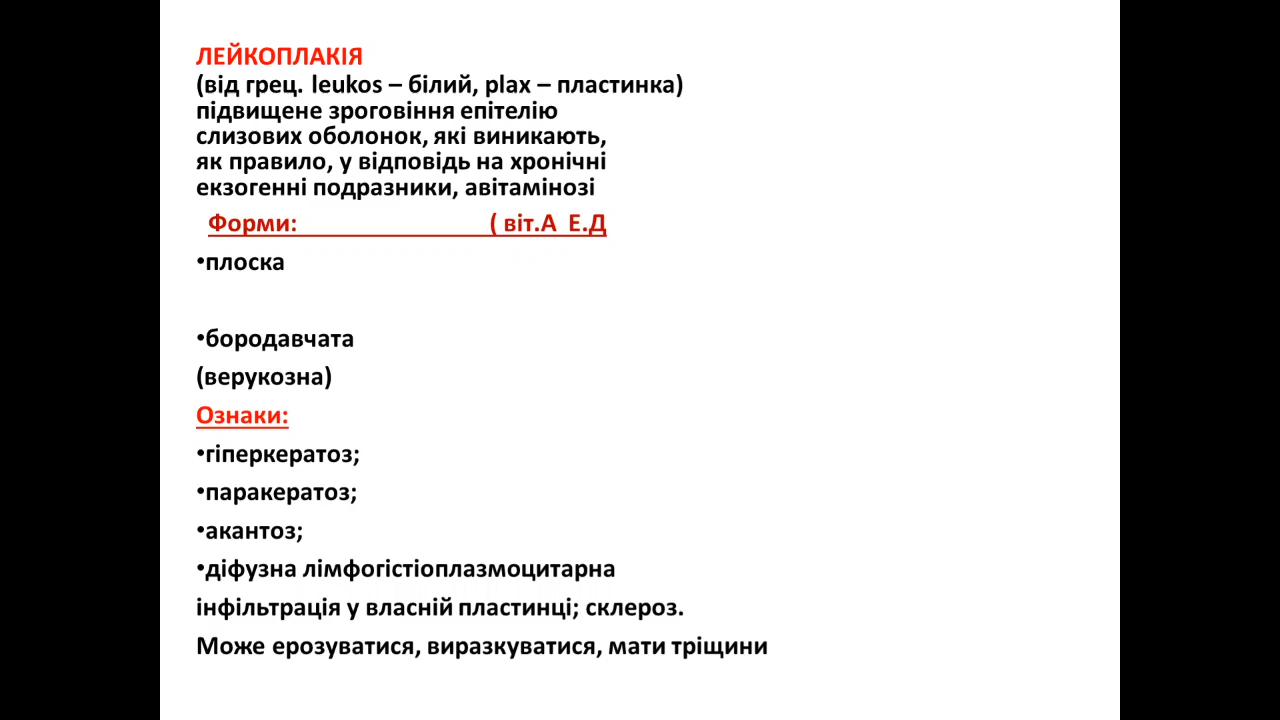 ЛЕЙКОПЛАКІЯ
(від грец. leukos – білий, plax – пластинка)
підвищене зроговіння епітелію
слизових оболонок, які виникають,
як правило, у відповідь на хронічні
екзогенні подразники, авітамінозі
Форми: ( віт.А Е.Д
•плоска
•бородавчата
(верукозна)
Ознаки:
•гіперкератоз;
•паракератоз;
•акантоз;
•діфузна лімфогістіоплазмоцитарна
інфільтрація у власній пластинці; склероз.
Може ерозуватися, виразкуватися, мати тріщини